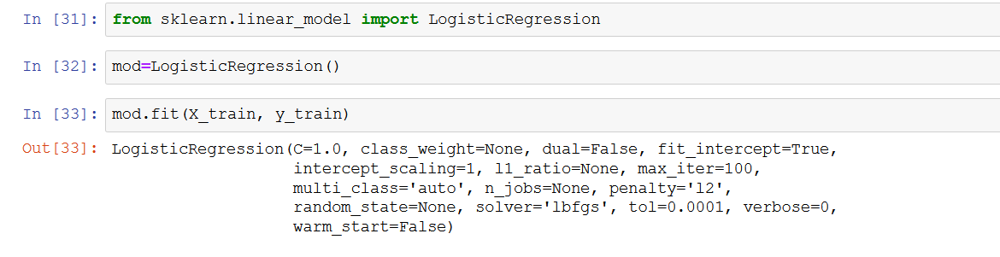 In [31]: from sklearn.linear_model import LogisticRegression
In [32]: mod=LogisticRegression()
In [33]: mod.fit(X_train, y_train)
Out[33]: LogisticRegression(C=1.0, class_weight=None, dual=False, fit_intercept=True,
intercept_scaling=1, l1_ratio=None, max_iter=100,
multi_class='auto', n_jobs=None, penalty='l2',
random_state=None, solver='lbfgs', tol=0.0001, verbose=0,
warm_start=False)